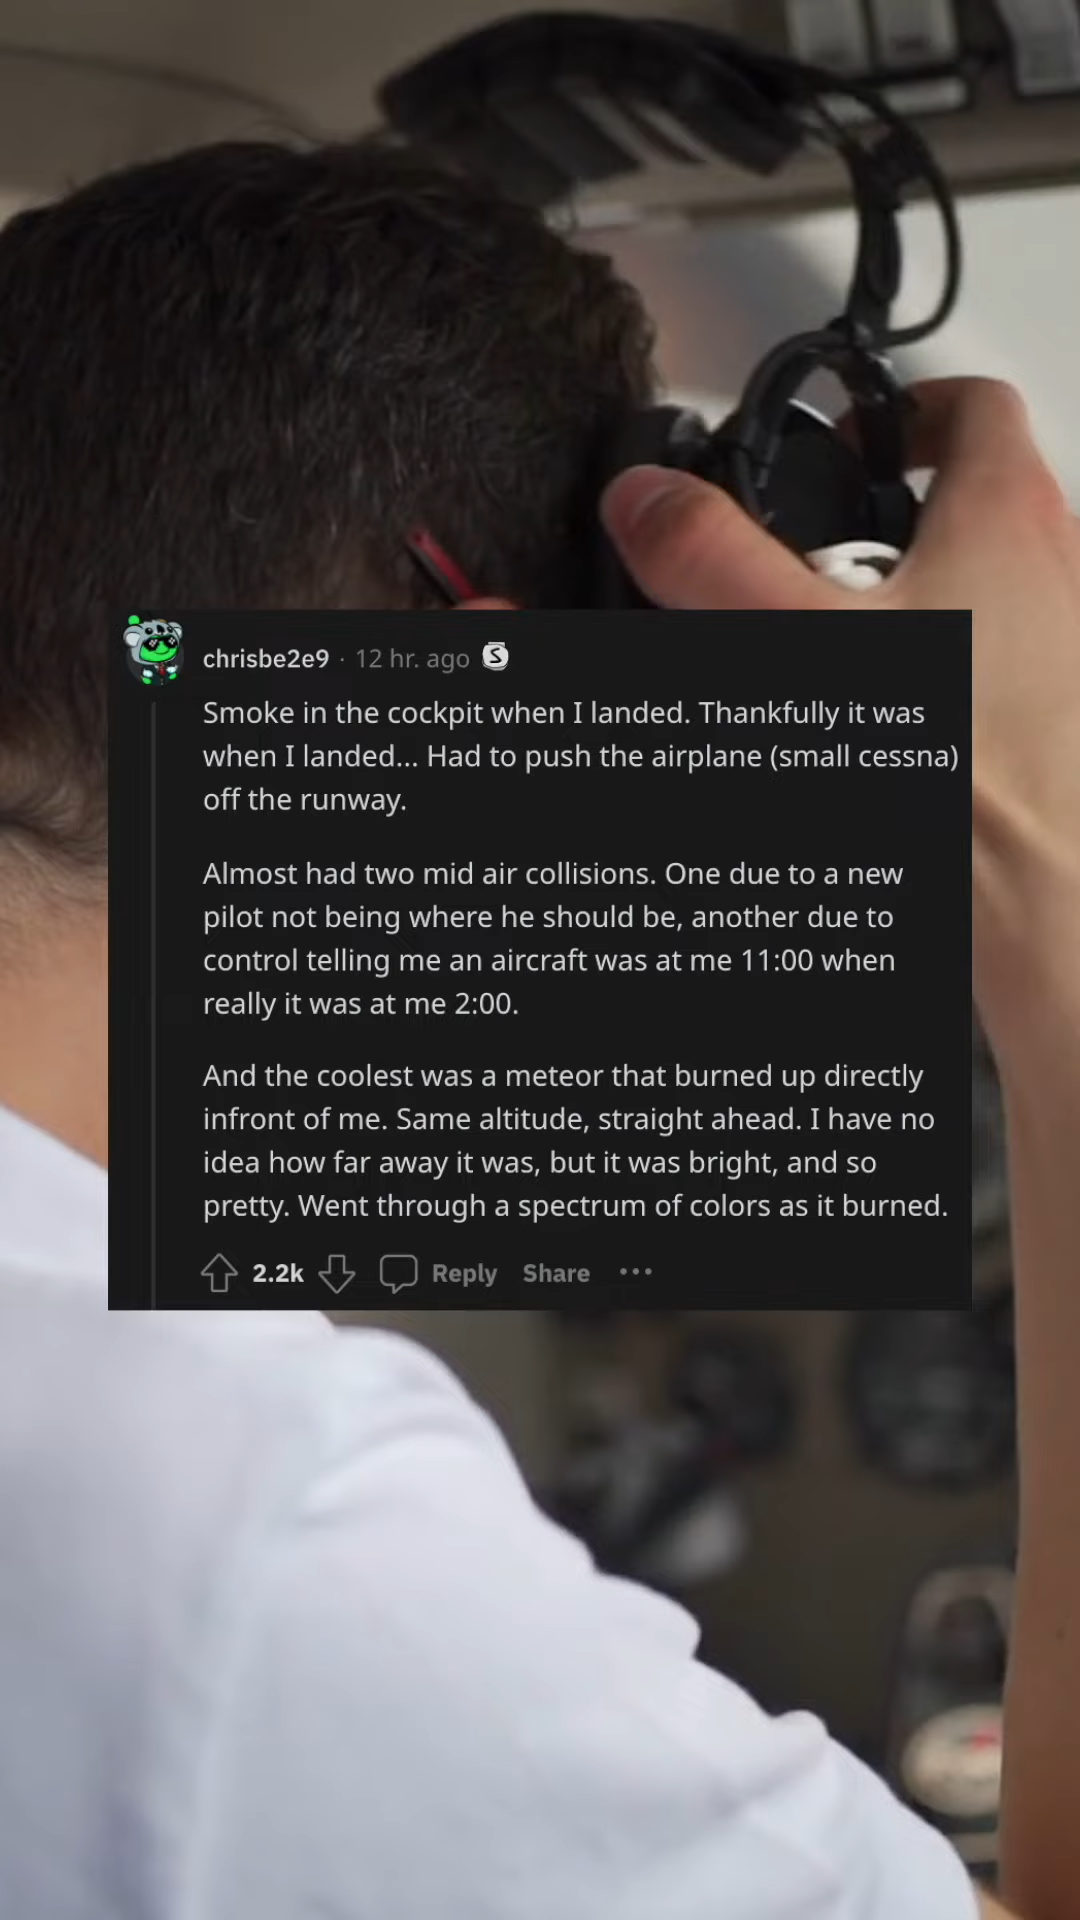 chrisbe2e9 · 12 hr. ago
Smoke in the cockpit when I landed. Thankfully it was
when I landed... Had to push the airplane (small cessna)
off the runway.
Almost had two mid air collisions. One due to a new
pilot not being where he should be, another due to
control telling me an aircraft was at me 11:00 when
really it was at me 2:00.
And the coolest was a meteor that burned up directly
infront of me. Same altitude, straight ahead. I have no
idea how far away it was, but it was bright, and so
pretty. Went through a spectrum of colors as it burned.
2.2k Reply Share ···